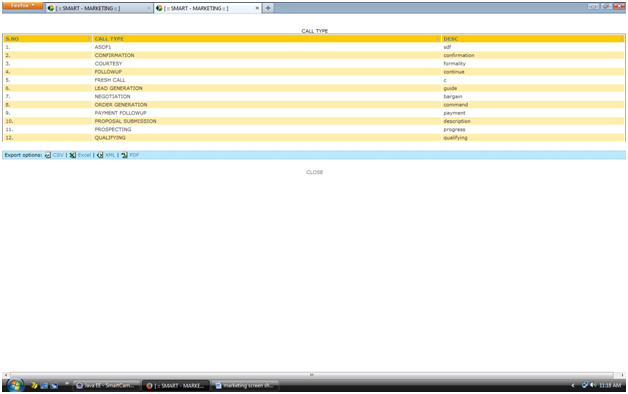 Firefox
[ :: SMART - MARKETING :: ] [ :: SMART - MARKETING :: ]
CALL TYPE
S.NO CALL TYPE DESC
1. ASDF1 sdf
2. CONFIRMATION confirmation
3. COURTESY formality
4. FOLLOWUP continue
5. FRESH CALL c
6. LEAD GENERATION guide
7. NEGOTIATION bargain
8. ORDER GENERATION command
9. PAYMENT FOLLOWUP payment
10. PROPOSAL SUBMISSION description
11. PROSPECTING progress
12. QUALIFYING qualifying
Export options: CSV | Excel | XML | PDF
CLOSE
Java EE - SmartCam... [ :: SMART - MARKE... marketing screen sh... 11:18 AM